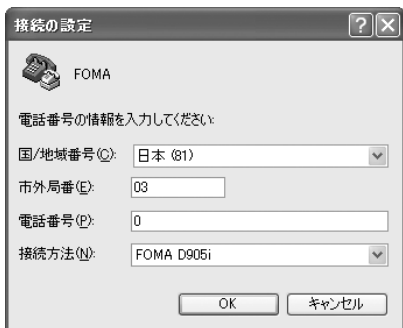 接続の設定
FOMA
電話番号の情報を入力してください:
国/地域番号(C): 日本 (81)
市外局番(E): 03
電話番号(P): 0
接続方法(N): FOMA D905i
OK キャンセル